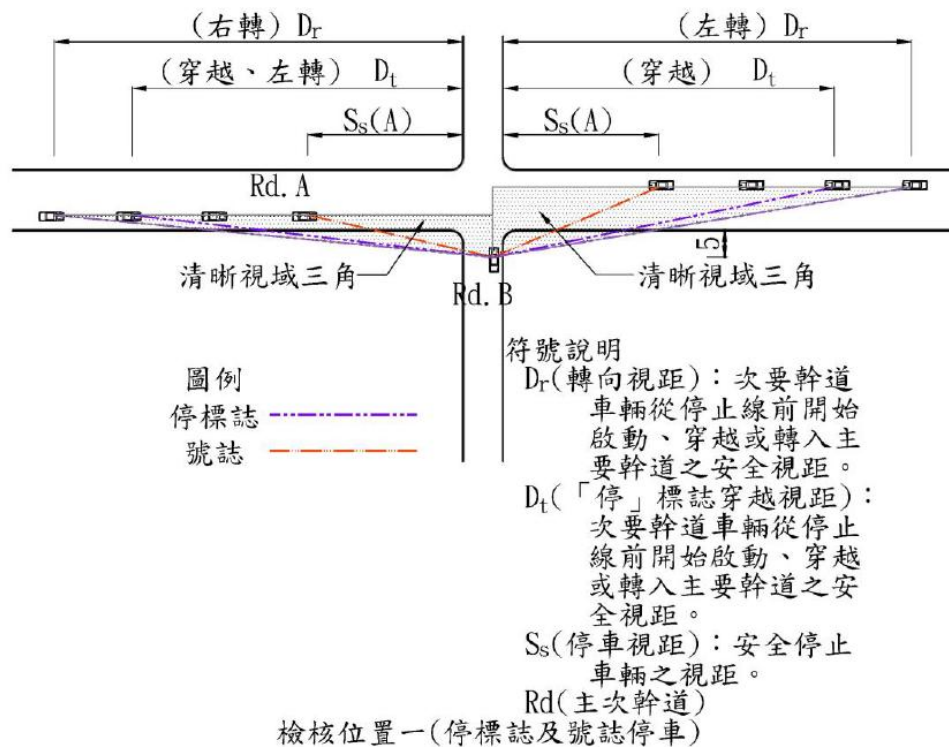 (右轉) Dr
(左轉) Dr
(穿越、左轉) Dt
(穿越) Dt
Ss(A)
Ss(A)
Rd.A
5
清晰視域三角
清晰視域三角
Rd.B
圖例
停標誌
號誌
符號說明
Dr(轉向視距)：次要幹道
車輛從停止線前開始
啟動、穿越或轉入主
要幹道之安全視距。
Dt(「停」標誌穿越視距)：
次要幹道車輛從停止
線前開始啟動、穿越
或轉入主要幹道之安
全視距。
Ss(停車視距)：安全停止
車輛之視距。
Rd(主次幹道)
檢核位置一(停標誌及號誌停車)